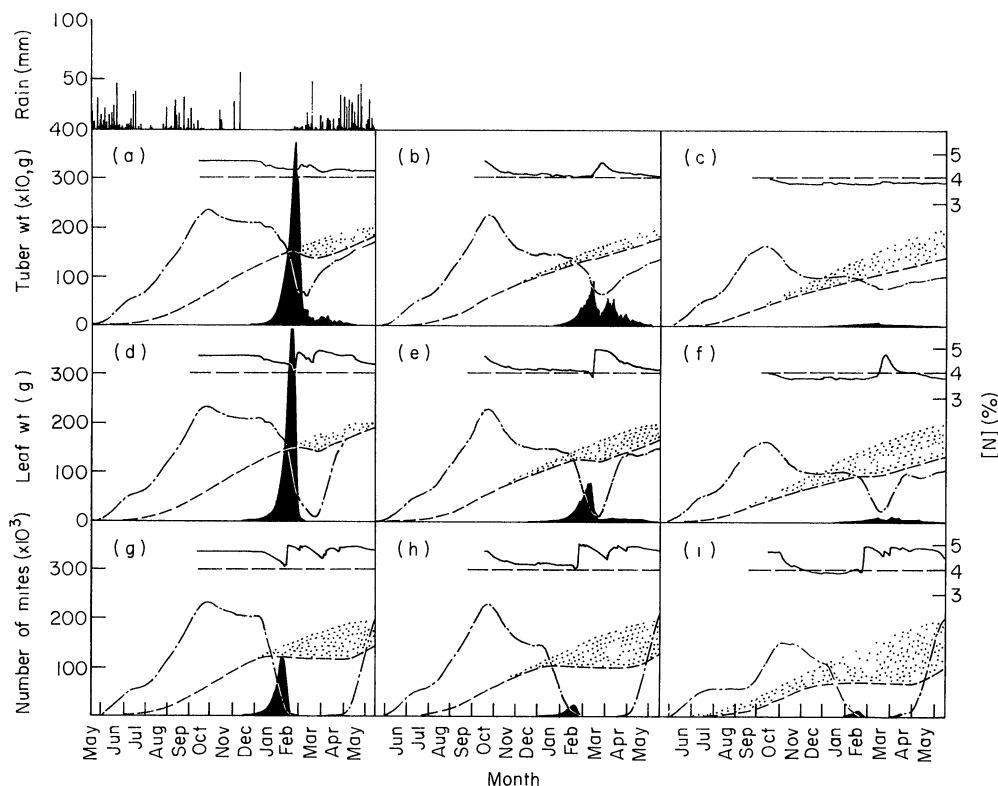 100
50
400
Rain (mm)
(a)
(b)
(c)
5
4
3
300
200
100
0
Tuber wt (x10,g)
(d)
(e)
(f)
5
4
3
300
200
100
0
Leaf wt (g)
[N] (%)
(g)
(h)
(ı)
5
4
3
300
200
100
Number of mites (x10³)
May Jun Jul Aug Sep Oct Nov Dec Jan Feb Mar Apr May
Jun Jul Aug Sep Oct Nov Dec Jan Feb Mar Apr May
Jun Jul Aug Sep Oct Nov Dec Jan Feb Mar Apr May
Month